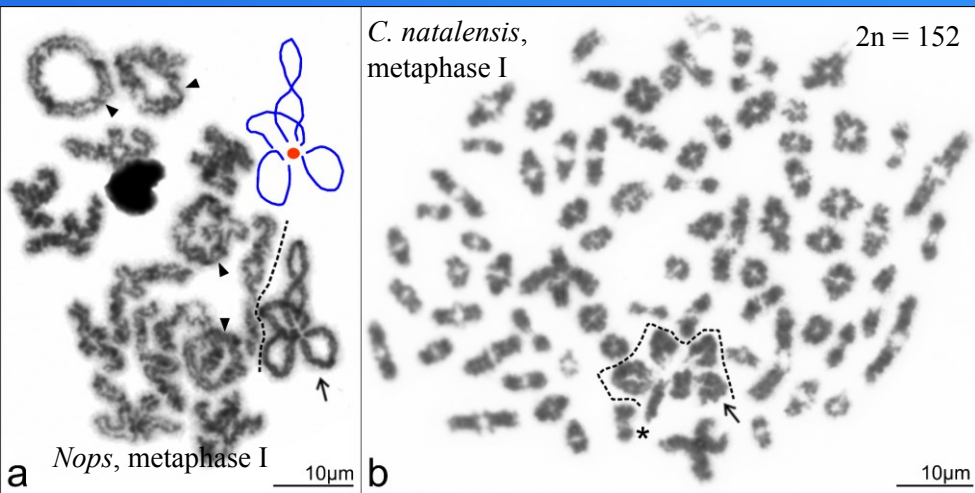 Nops, metaphase I
a
10µm
C. natalensis,
metaphase I
2n = 152
*
b
10µm